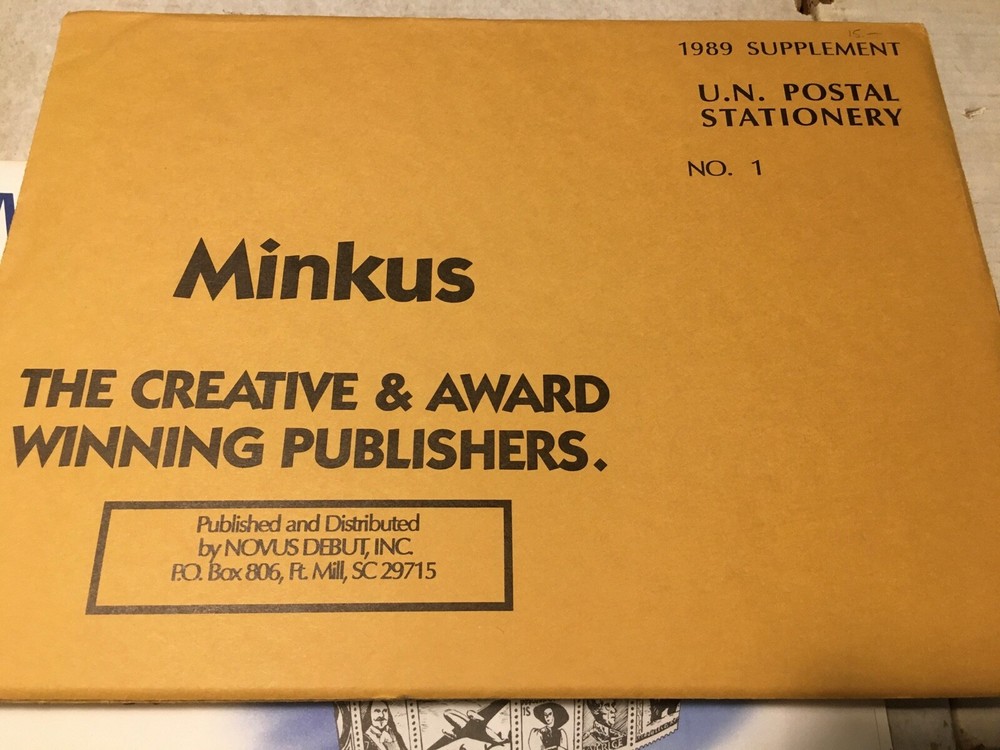 15-
1989 SUPPLEMENT
U.N. POSTAL
STATIONERY
NO. 1
Minkus
THE CREATIVE & AWARD
WINNING PUBLISHERS.
Published and Distributed
by NOVUS DEBUT, INC.
P.O. Box 806, Ft. Mill, SC 29715